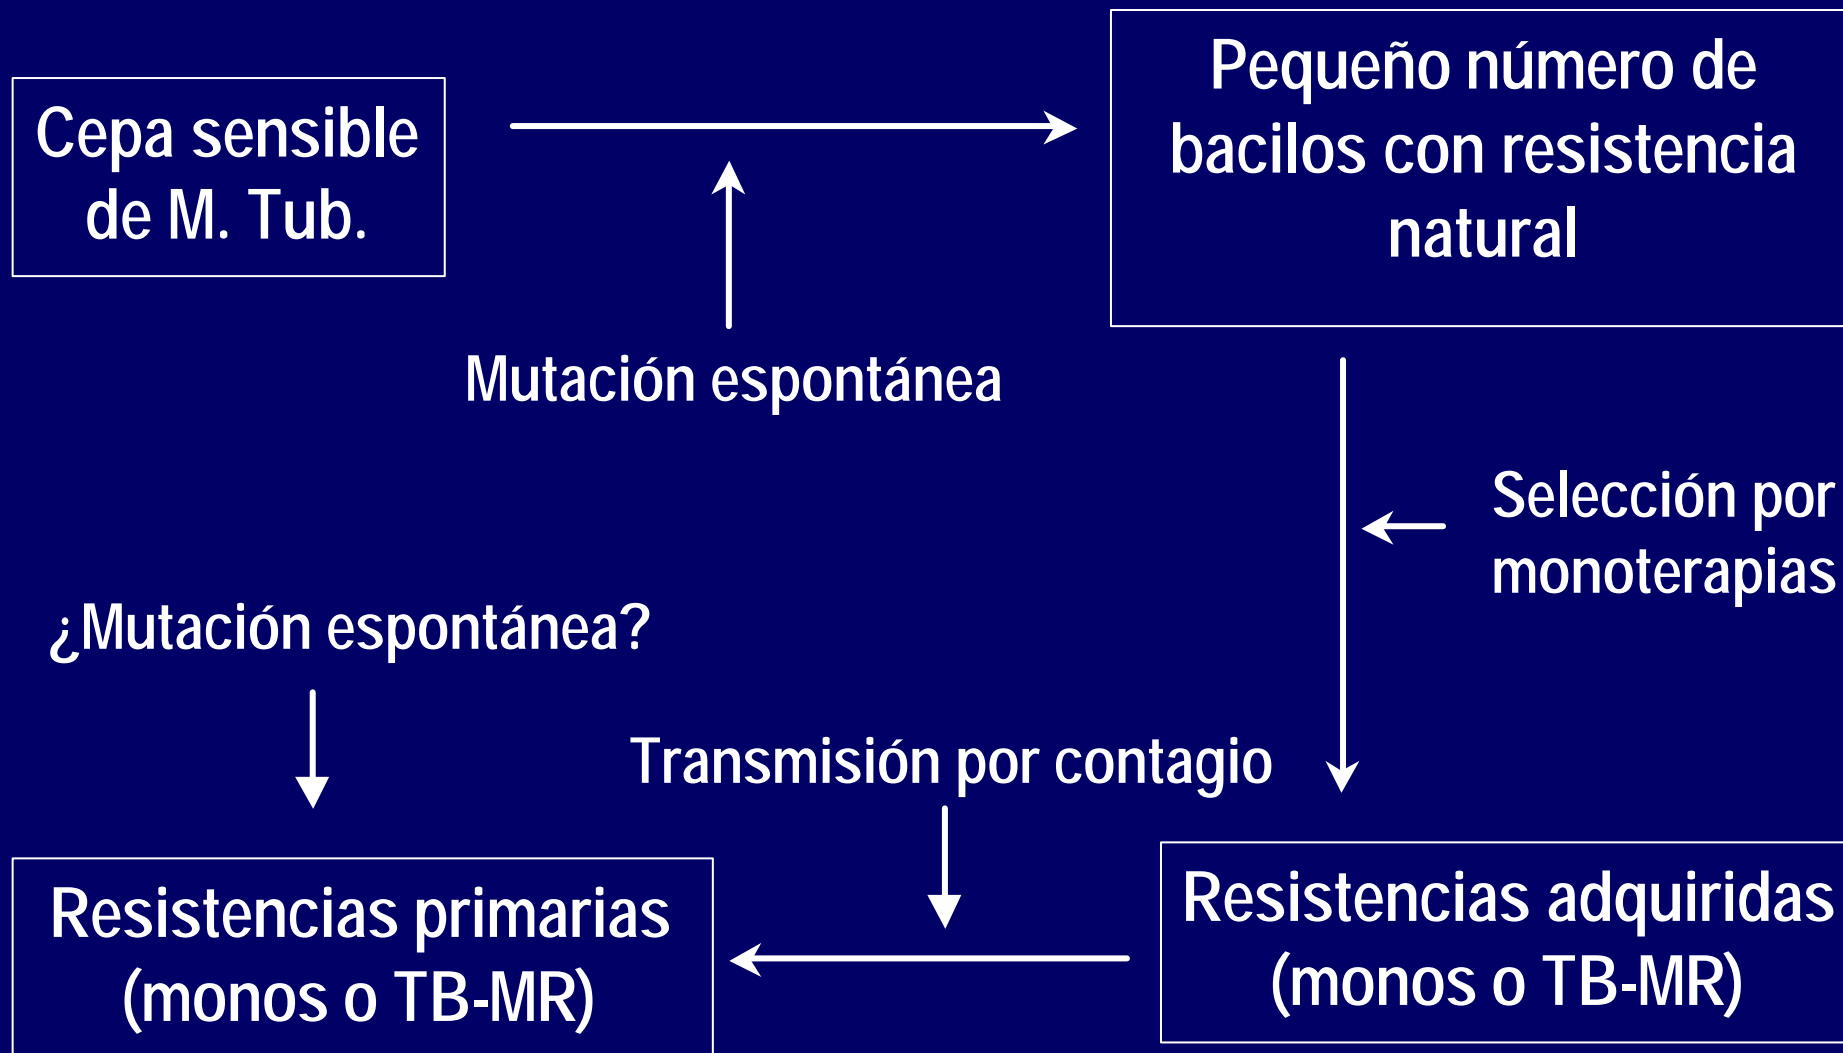 Cepa sensible
de M. Tub.
Pequeño número de
bacilos con resistencia
natural
Mutación espontánea
Selección por
monoterapias
¿Mutación espontánea?
Transmisión por contagio
Resistencias primarias
(monos o TB-MR)
Resistencias adquiridas
(monos o TB-MR)